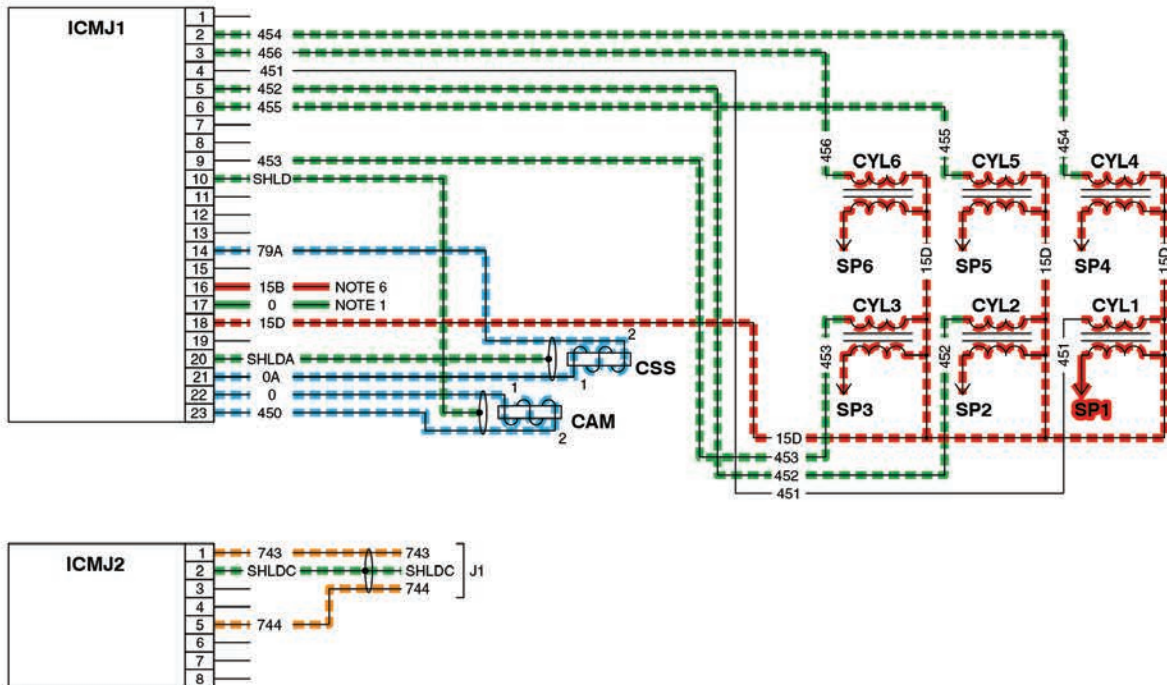 ICMJ1
1
2 454
3 456
4 451
5 452
6 455
7
8
9 453
10 SHLD
11
12
13
14 79A
15
16 15B NOTE 6
17 0 NOTE 1
18 15D
19
20 SHLDA
21 0A
22 0
23 450
2
1
CSS
1
2
CAM
456 455 454
CYL6 CYL5 CYL4
SP6 SP5 SP4
15D 15D 15D
CYL3 CYL2 CYL1
453 452 451
SP3 SP2 SP1
15D
453
452
451
ICMJ2
1 743 743
2 SHLDC SHLDC J1
3 744
4
5 744
6
7
8